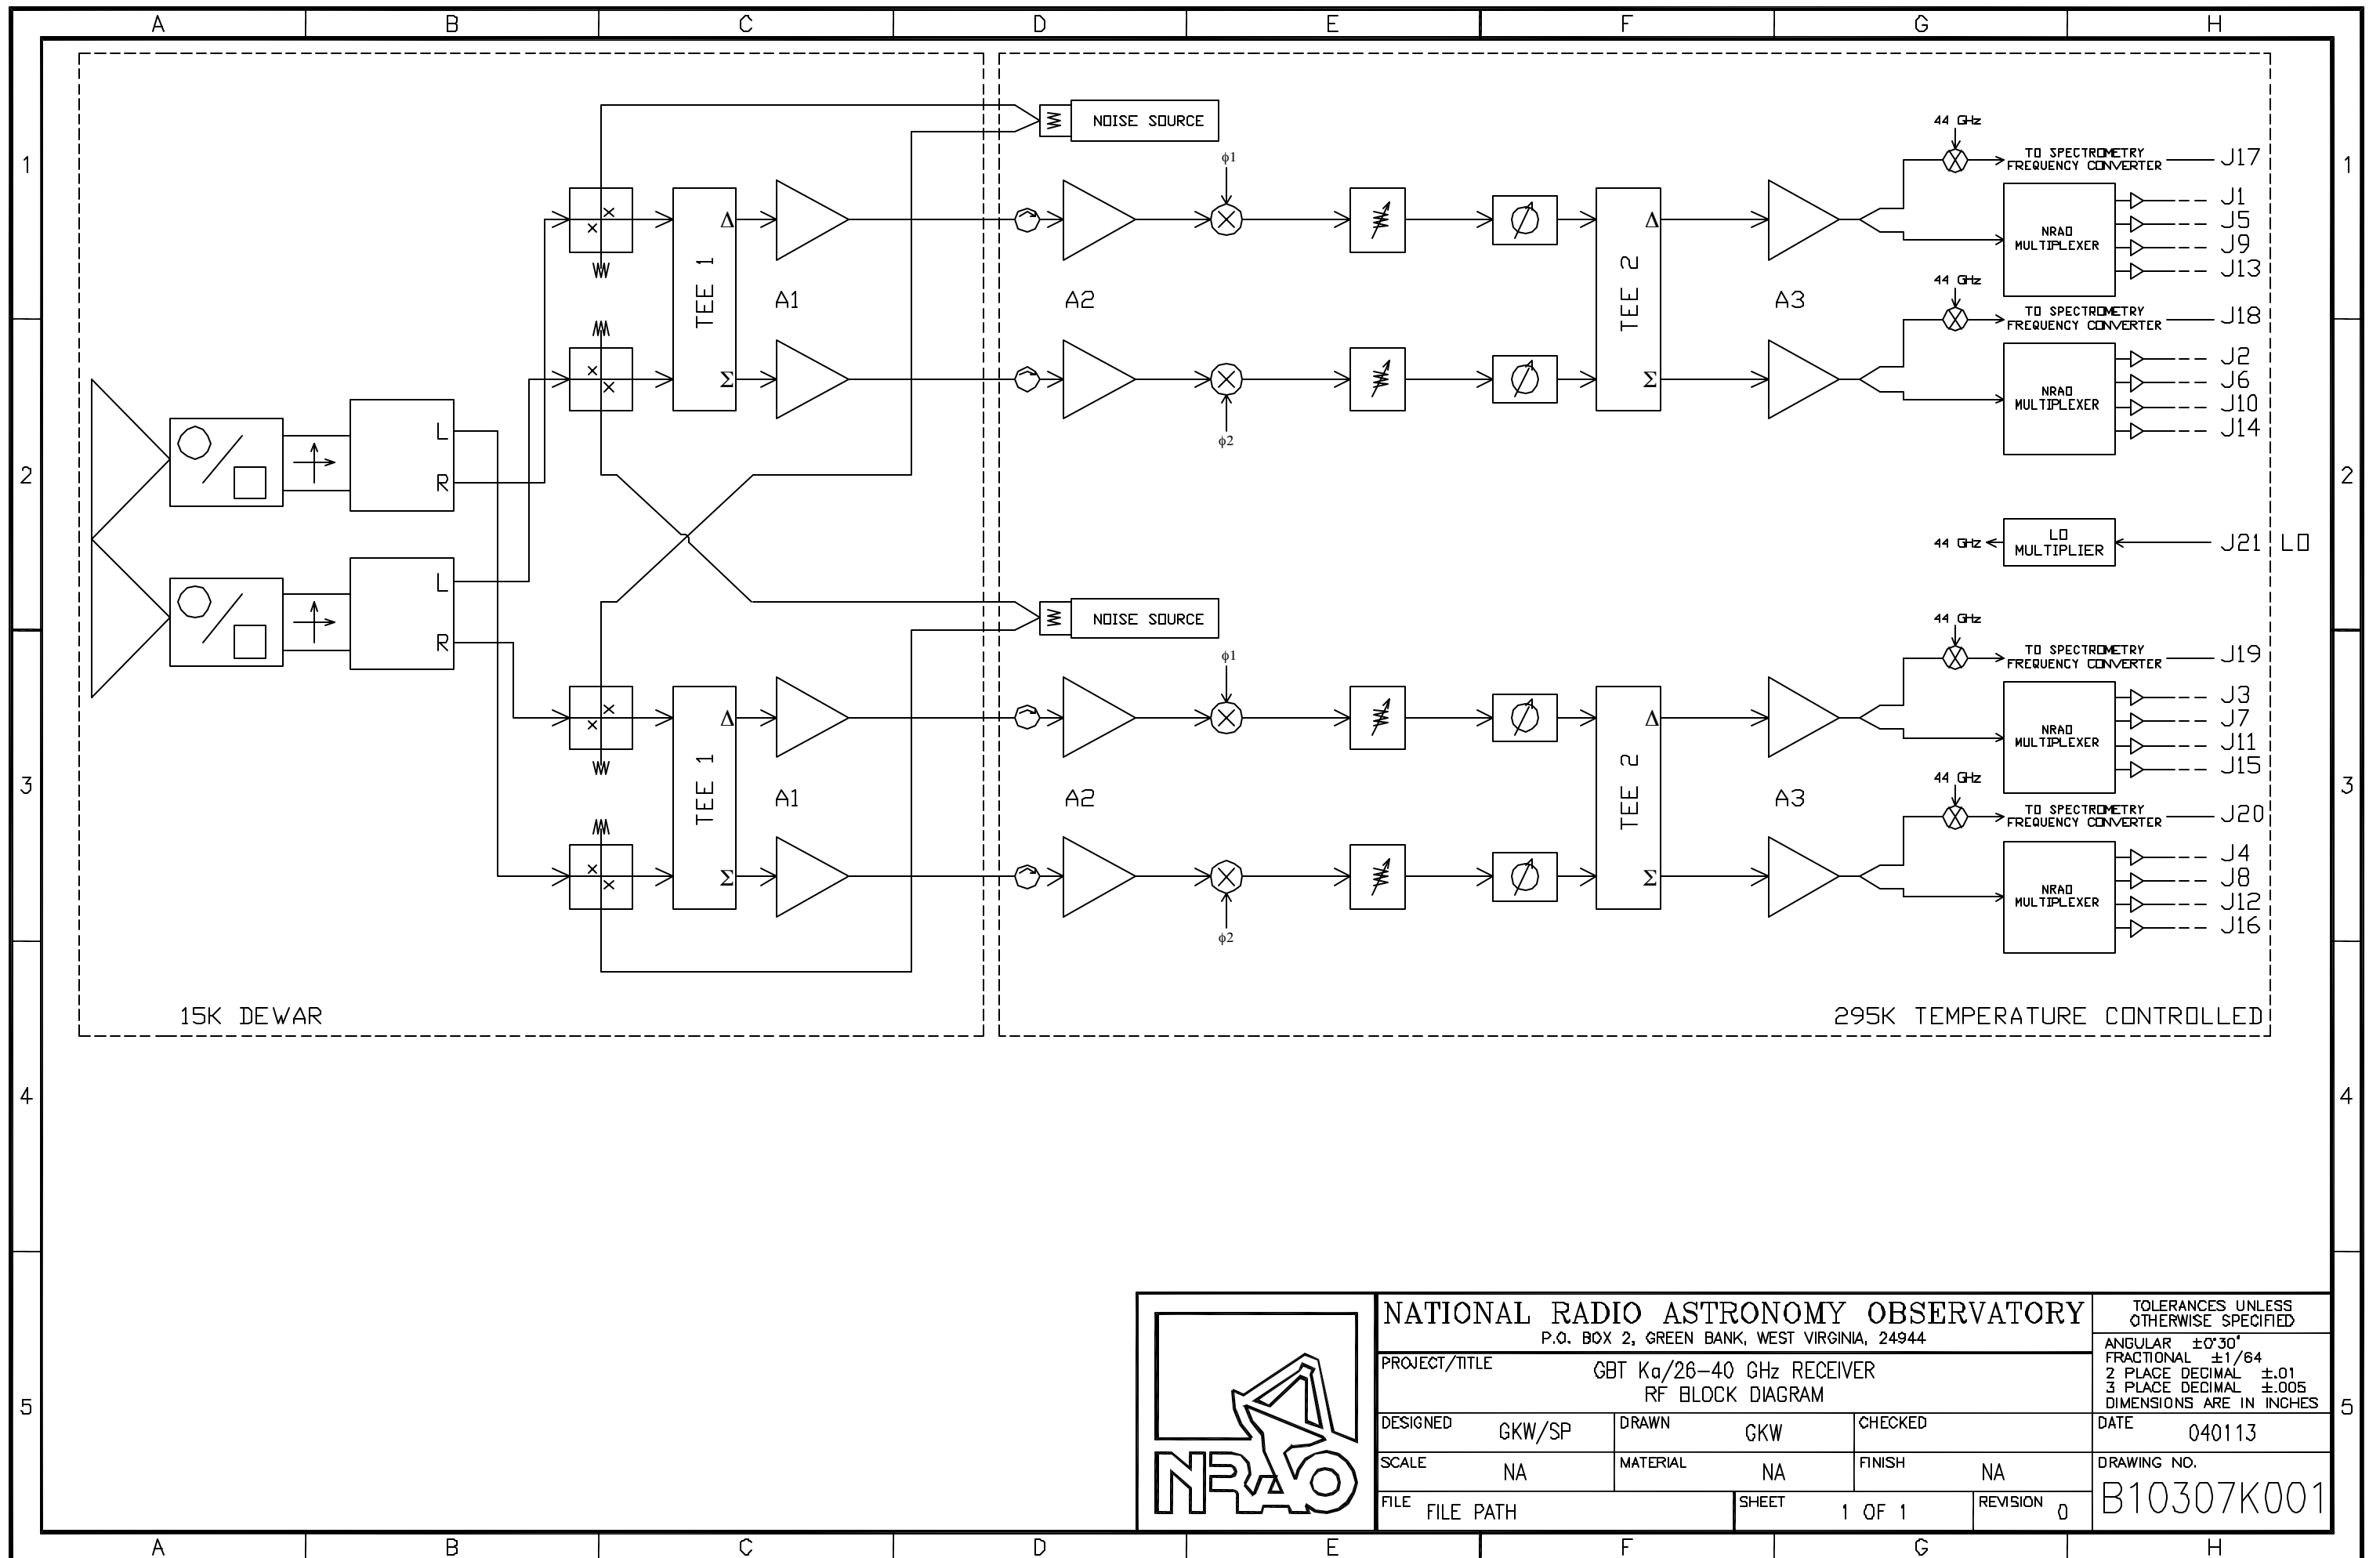 A B C D E F G H
1
NOISE SOURCE
φ1
44 GHz
TO SPECTROMETRY
FREQUENCY CONVERTER
J17
1
J1
J5
J9
J13
NRAO
MULTIPLEXER
Δ
TEE 1
Σ
A1
A2
Δ
TEE 2
Σ
A3
44 GHz
TO SPECTROMETRY
FREQUENCY CONVERTER
J18
J2
J6
J10
J14
NRAO
MULTIPLEXER
φ2
2
L
R
2
44 GHz
LO
MULTIPLIER
J21 LO
L
R
NOISE SOURCE
φ1
44 GHz
TO SPECTROMETRY
FREQUENCY CONVERTER
J19
J3
J7
J11
J15
NRAO
MULTIPLEXER
3
Δ
TEE 1
Σ
A1
A2
Δ
TEE 2
Σ
A3
3
44 GHz
TO SPECTROMETRY
FREQUENCY CONVERTER
J20
J4
J8
J12
J16
NRAO
MULTIPLEXER
φ2
15K DEWAR
295K TEMPERATURE CONTROLLED
4
4
5
5
NRAO
NATIONAL RADIO ASTRONOMY OBSERVATORY
P.O. BOX 2, GREEN BANK, WEST VIRGINIA, 24944
PROJECT/TITLE
GBT Ka/26-40 GHz RECEIVER
RF BLOCK DIAGRAM
DESIGNED GKW/SP
DRAWN GKW
CHECKED
SCALE NA
MATERIAL NA
FINISH NA
FILE FILE PATH
SHEET 1 OF 1
REVISION 0
TOLERANCES UNLESS
OTHERWISE SPECIFIED
ANGULAR ±0°30'
FRACTIONAL ±1/64
2 PLACE DECIMAL ±.01
3 PLACE DECIMAL ±.005
DIMENSIONS ARE IN INCHES
DATE 040113
DRAWING NO.
B10307K001
A B C D E F G H